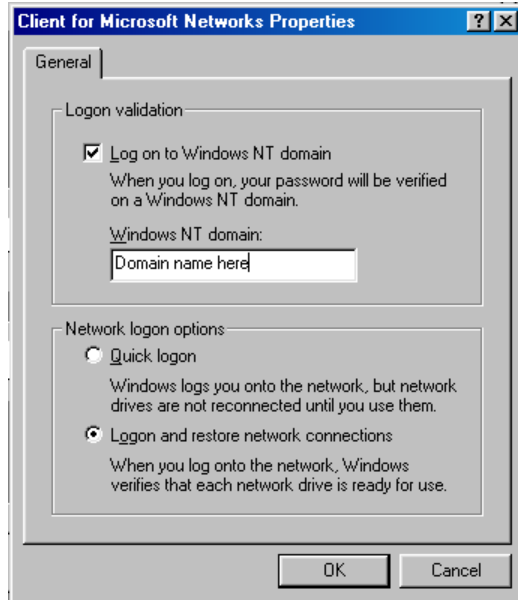 Client for Microsoft Networks Properties
General
Logon validation
Log on to Windows NT domain
When you log on, your password will be verified
on a Windows NT domain.
Windows NT domain:
Domain name here
Network logon options
Quick logon
Windows logs you onto the network, but network
drives are not reconnected until you use them.
Logon and restore network connections
When you log onto the network, Windows
verifies that each network drive is ready for use.
OK Cancel